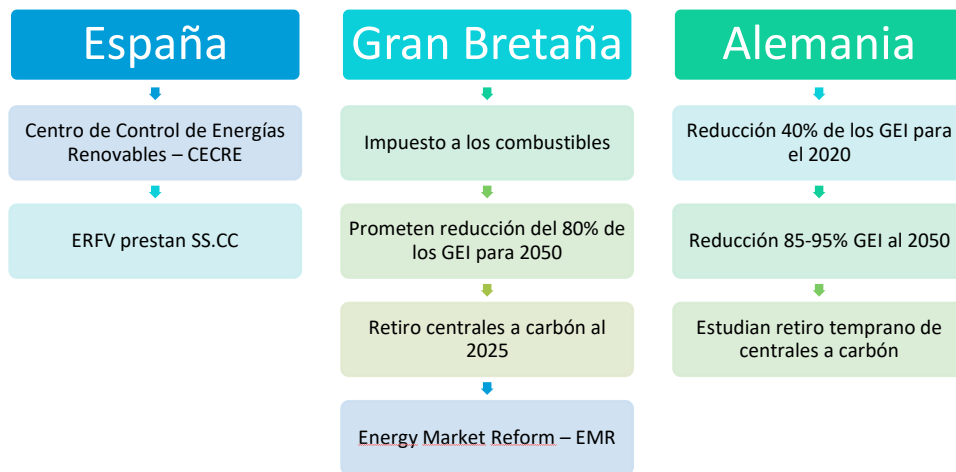 España
Centro de Control de Energías
Renovables – CECRE
ERFV prestan SS.CC
Gran Bretaña
Impuesto a los combustibles
Prometen reducción del 80% de
los GEI para 2050
Retiro centrales a carbón al
2025
Energy Market Reform – EMR
Alemania
Reducción 40% de los GEI para
el 2020
Reducción 85-95% GEI al 2050
Estudian retiro temprano de
centrales a carbón